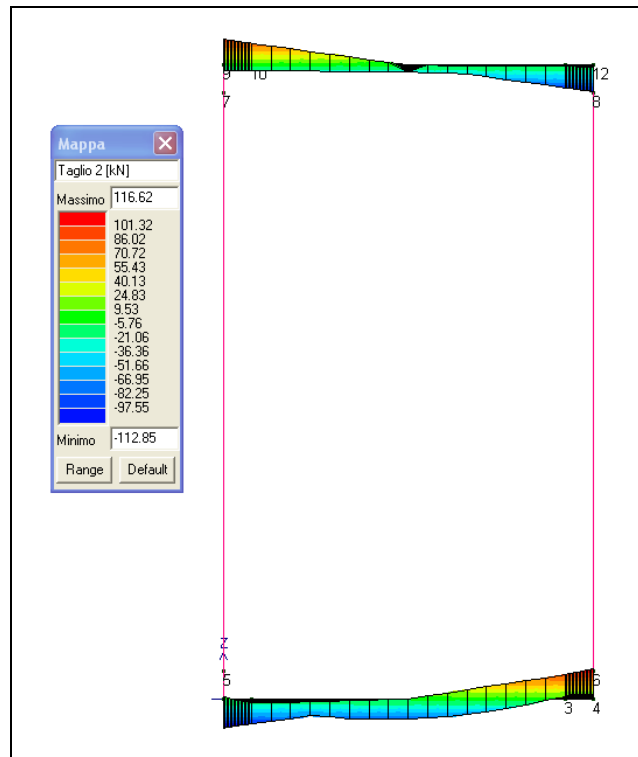 9 10 12
7 8
Mappa
Taglio 2 [kN]
Massimo 116.62
101.32
86.02
70.72
55.43
40.13
24.83
9.53
-5.76
-21.06
-36.36
-51.66
-66.95
-82.25
-97.55
Minimo -112.85
Range Default
Z
5 6
3 4